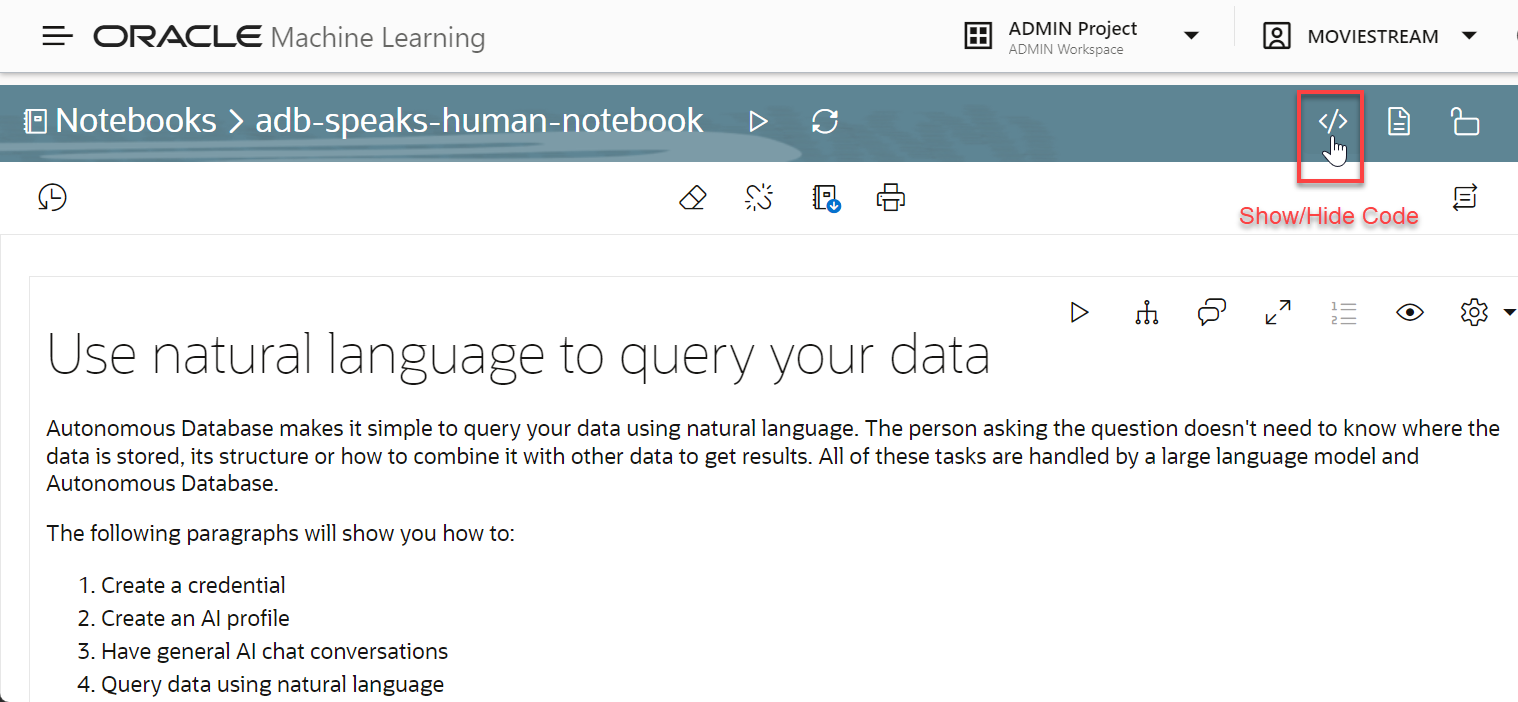 ORACLE Machine Learning
ADMIN Project
ADMIN Workspace
MOVIESTREAM
Notebooks > adb-speaks-human-notebook
</>
Show/Hide Code
Use natural language to query your data
Autonomous Database makes it simple to query your data using natural language. The person asking the question doesn't need to know where the
data is stored, its structure or how to combine it with other data to get results. All of these tasks are handled by a large language model and
Autonomous Database.
The following paragraphs will show you how to:
1. Create a credential
2. Create an AI profile
3. Have general AI chat conversations
4. Query data using natural language